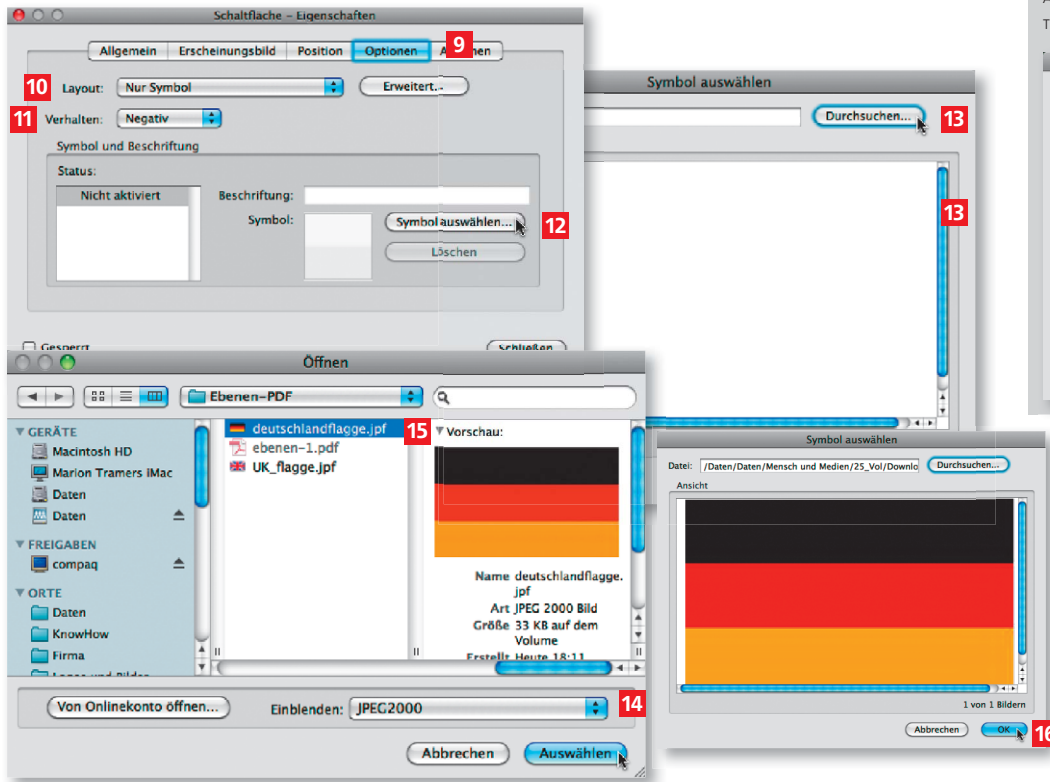 Schaltfläche – Eigenschaften
Allgemein Erscheinungsbild Position Optionen
9
10 Layout: Nur Symbol Erweitert...
11 Verhalten: Negativ
Symbol und Beschriftung
Status:
Nicht aktiviert
Beschriftung:
Symbol: Symbol auswählen... 12
Löschen
Gesperrt Schließen
Symbol auswählen
Durchsuchen... 13
13
Öffnen
Ebenen-PDF
GERÄTE
Macintosh HD
Marion Tramers iMac
Daten
Daten
FREIGABEN
compaq
ORTE
Daten
KnowHow
Firma
deutschlandflagge.jpf 15
ebenen-1.pdf
UK_flagge.jpf
Vorschau:
Name deutschlandflagge.
jpf
Art JPEG 2000 Bild
Größe 33 KB auf dem
Volume
Erstellt Heute 18:11
Von Onlinekonto öffnen... Einblenden: JPEG2000 14
Abbrechen Auswählen
Symbol auswählen
Datei: /Daten/Daten/Mensch und Medien/25_Vol/Downlo Durchsuchen...
Ansicht
1 von 1 Bildern
Abbrechen OK 16